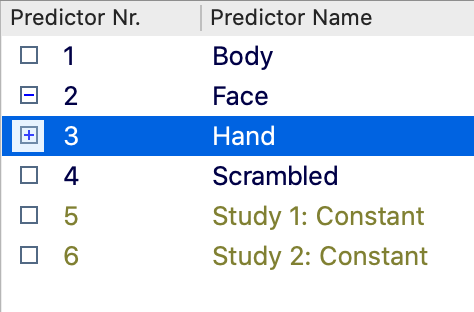 Predictor Nr. Predictor Name
1 Body
2 Face
3 Hand
4 Scrambled
5 Study 1: Constant
6 Study 2: Constant